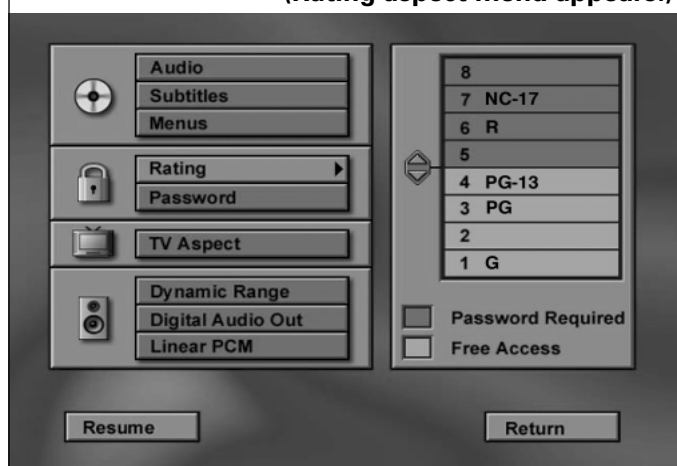 (Rating aspect menu appears.)
Audio
Subtitles
Menus
Rating
Password
TV Aspect
Dynamic Range
Digital Audio Out
Linear PCM
8
7 NC-17
6 R
5
4 PG-13
3 PG
2
1 G
Password Required
Free Access
Resume
Return